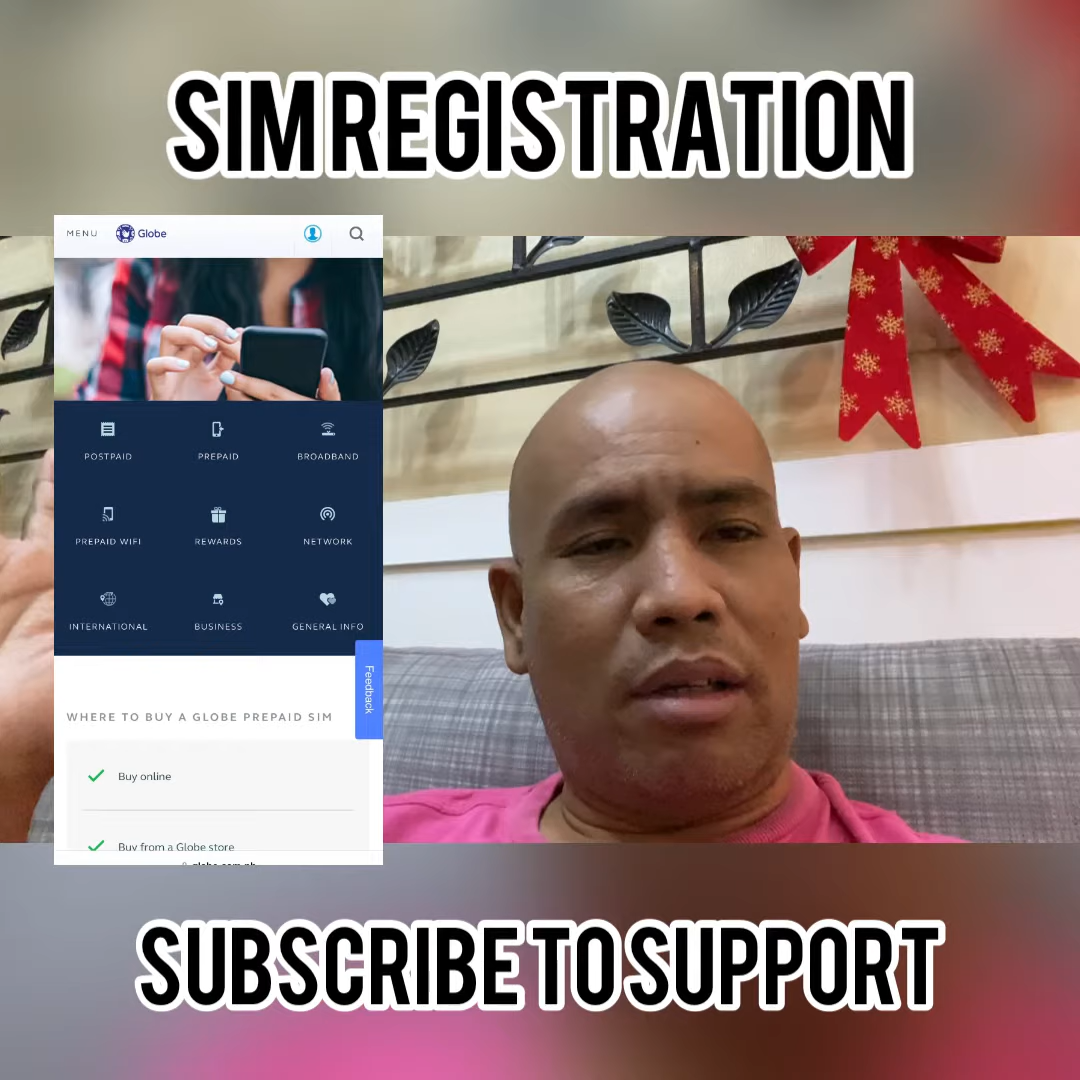 SIM REGISTRATION
MENU Globe
POSTPAID PREPAID BROADBAND
PREPAID WIFI REWARDS NETWORK
INTERNATIONAL BUSINESS GENERAL INFO
Feedback
WHERE TO BUY A GLOBE PREPAID SIM
Buy online
Buy from a Globe store
SUBSCRIBE TO SUPPORT